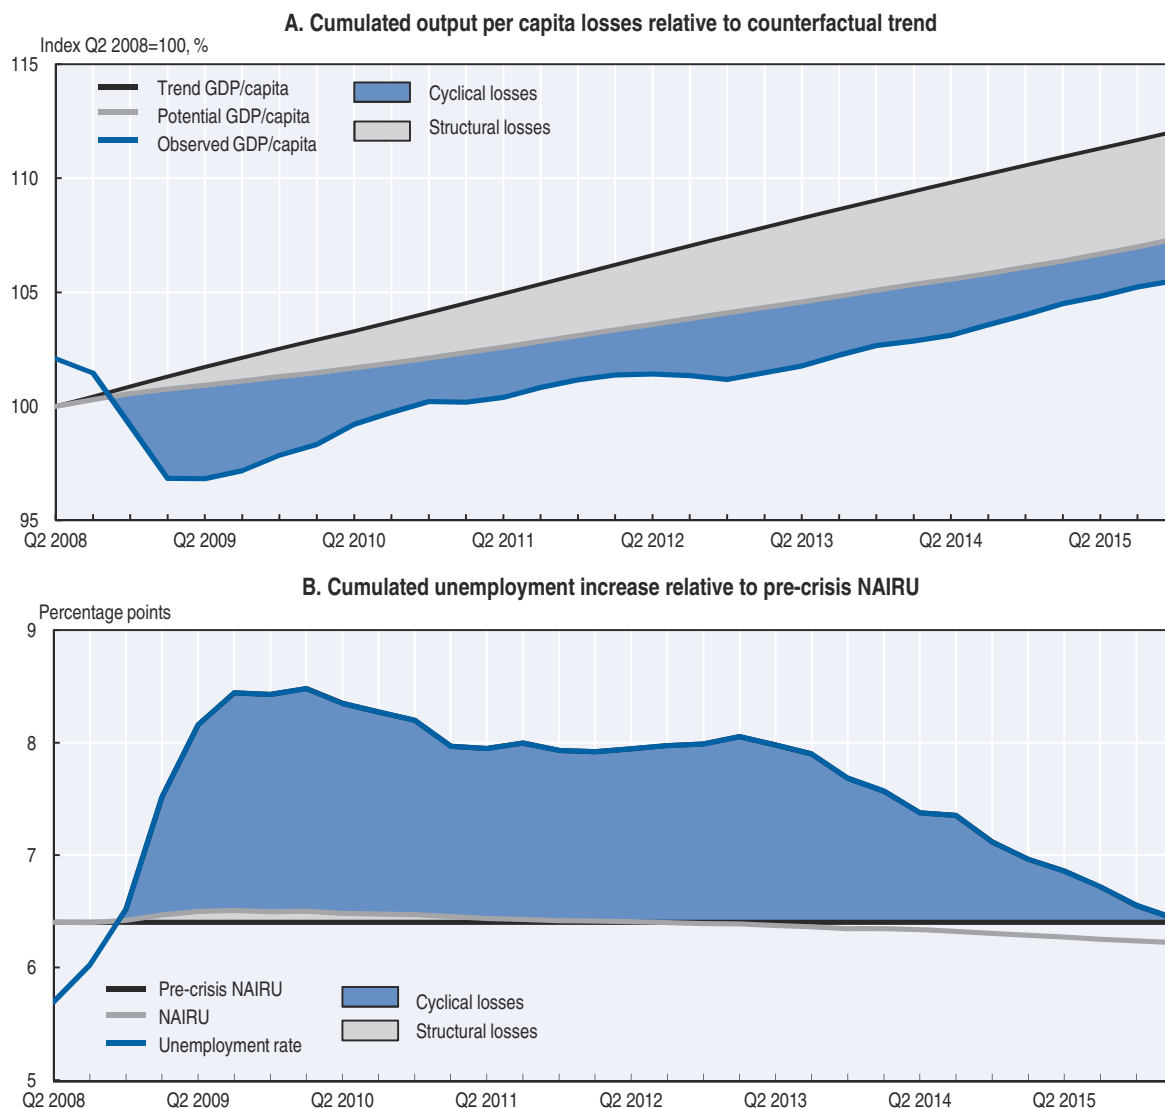 A. Cumulated output per capita losses relative to counterfactual trend
Index Q2 2008=100, %
115
110
105
100
95
Trend GDP/capita
Potential GDP/capita
Observed GDP/capita
Cyclical losses
Structural losses
Q2 2008 Q2 2009 Q2 2010 Q2 2011 Q2 2012 Q2 2013 Q2 2014 Q2 2015
B. Cumulated unemployment increase relative to pre-crisis NAIRU
Percentage points
9
8
7
6
5
Pre-crisis NAIRU
NAIRU
Unemployment rate
Cyclical losses
Structural losses
Q2 2008 Q2 2009 Q2 2010 Q2 2011 Q2 2012 Q2 2013 Q2 2014 Q2 2015